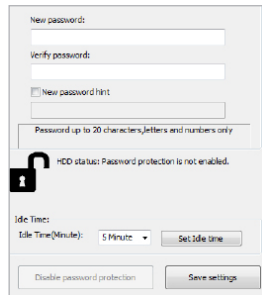 New password:
Verify password:
New password hint
Password up to 20 characters,letters and numbers only
HDD status: Password protection is not enabled.
Idle Time:
Idle Time(Minute): 5 Minute Set Idle time
Disable password protection Save settings